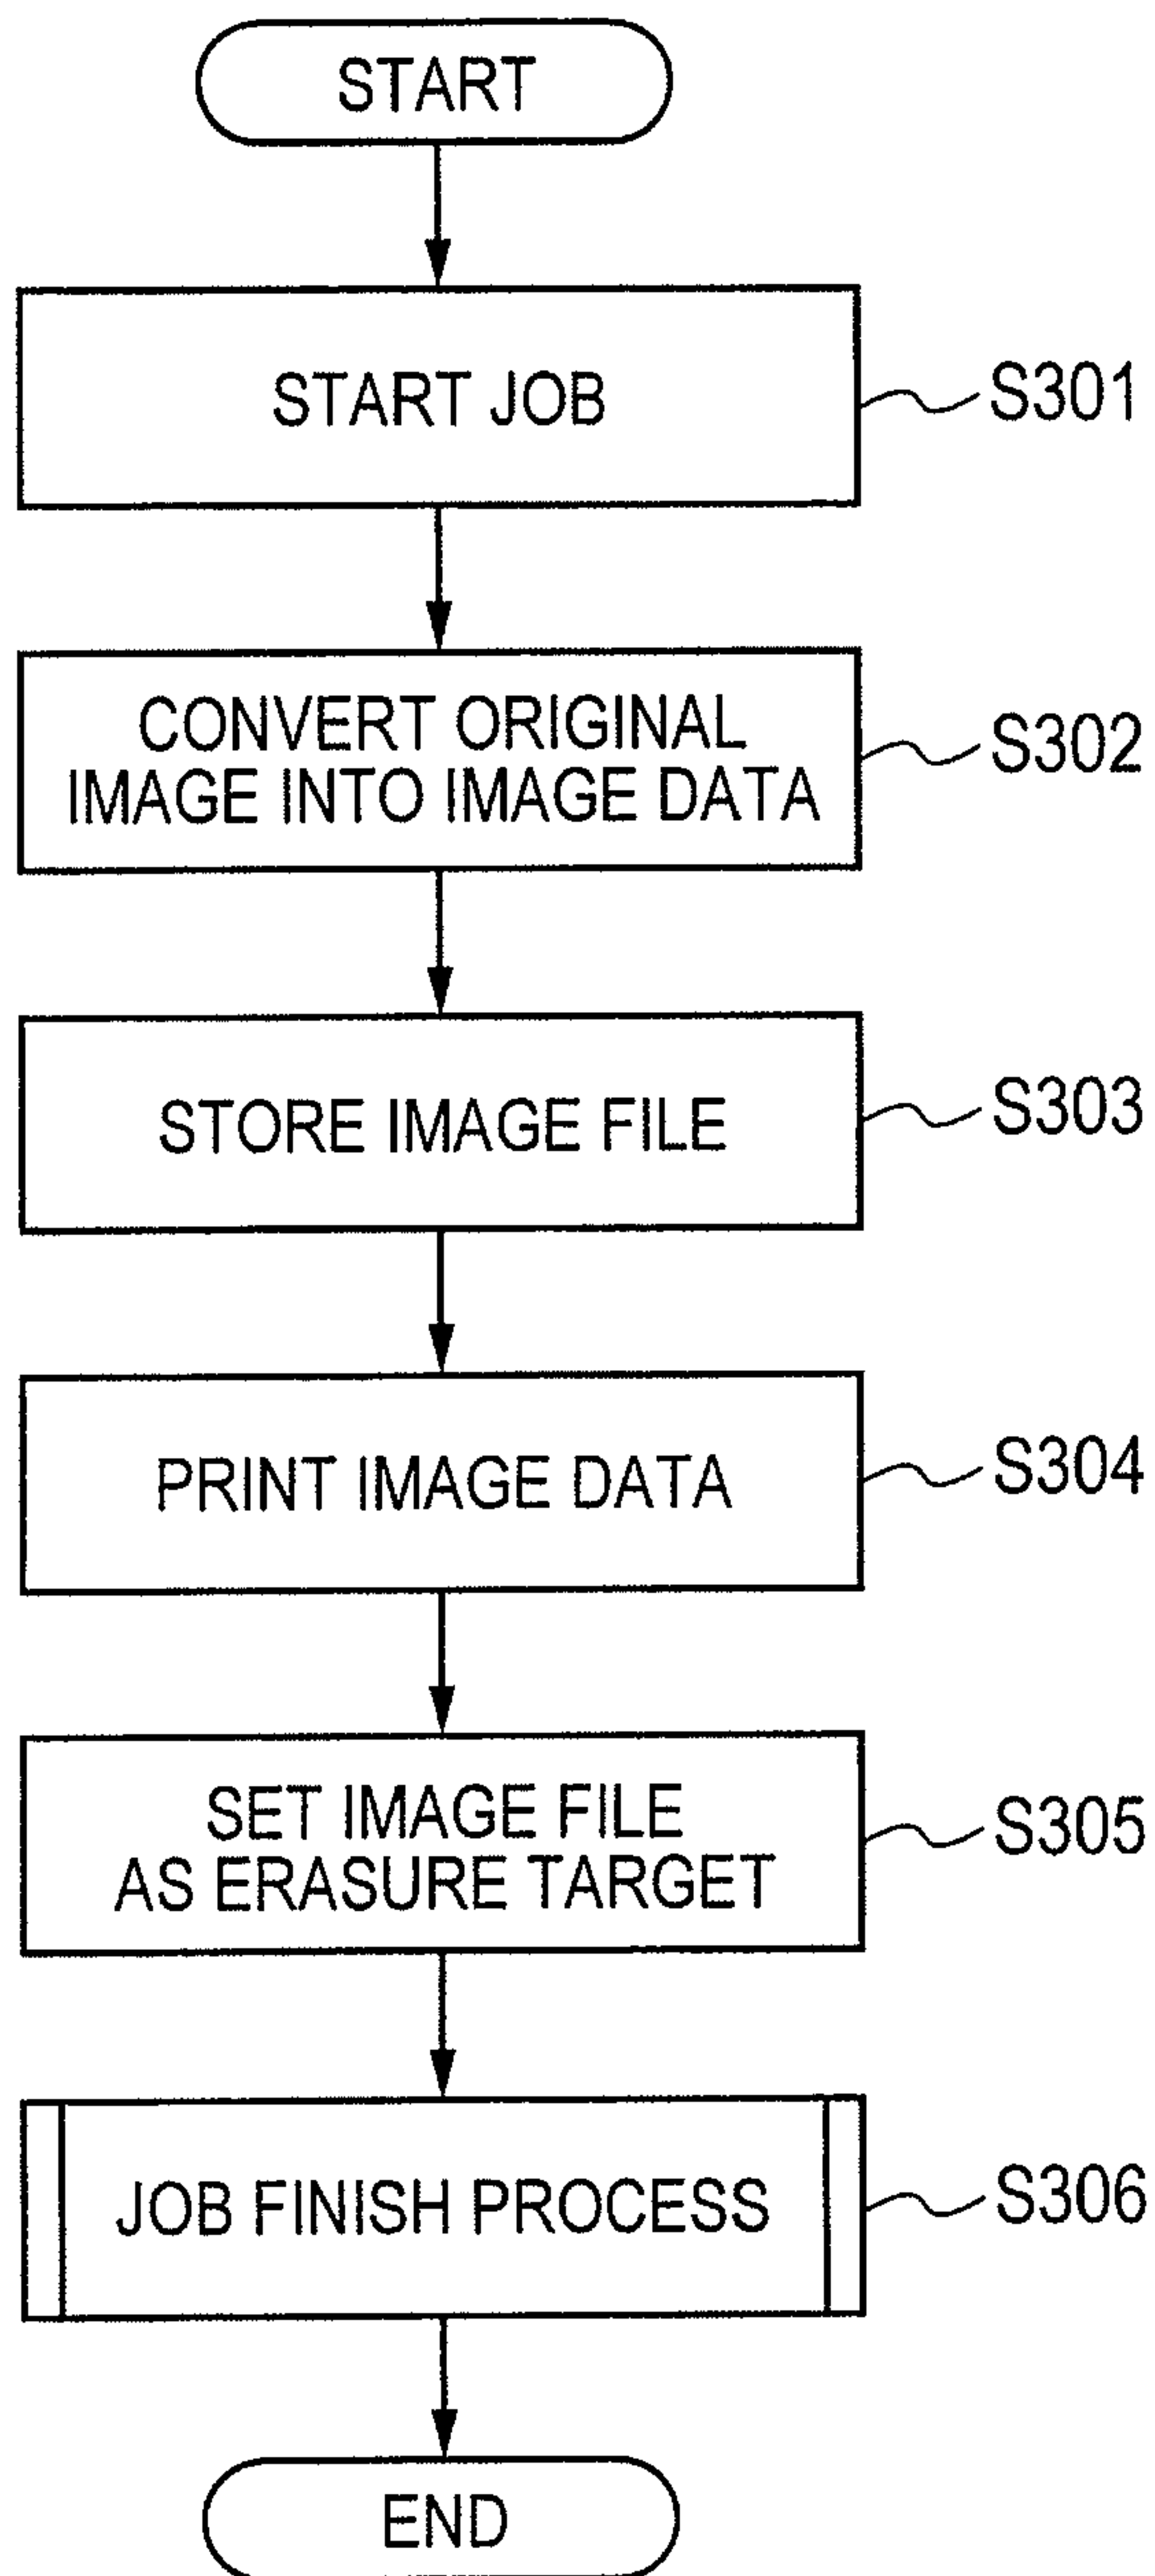 START
START JOB
S301
CONVERT ORIGINAL
IMAGE INTO IMAGE DATA
S302
STORE IMAGE FILE
S303
PRINT IMAGE DATA
S304
SET IMAGE FILE
AS ERASURE TARGET
S305
JOB FINISH PROCESS
S306
END